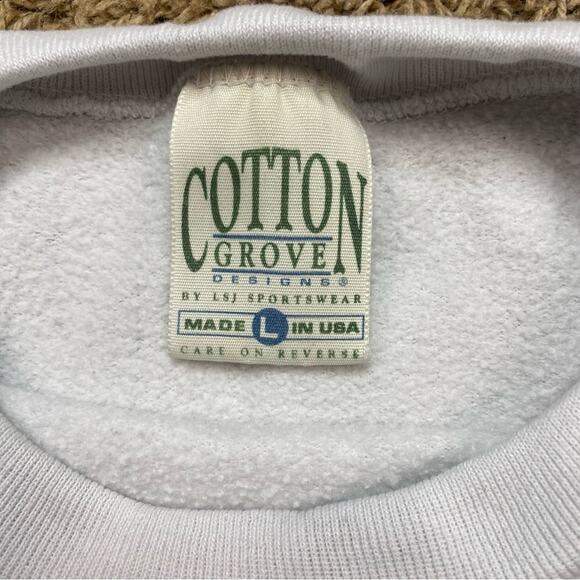 COTTON
GROVE
DESIGNS®
BY LSJ SPORTSWEAR
MADE L IN USA
CARE ON REVERSE